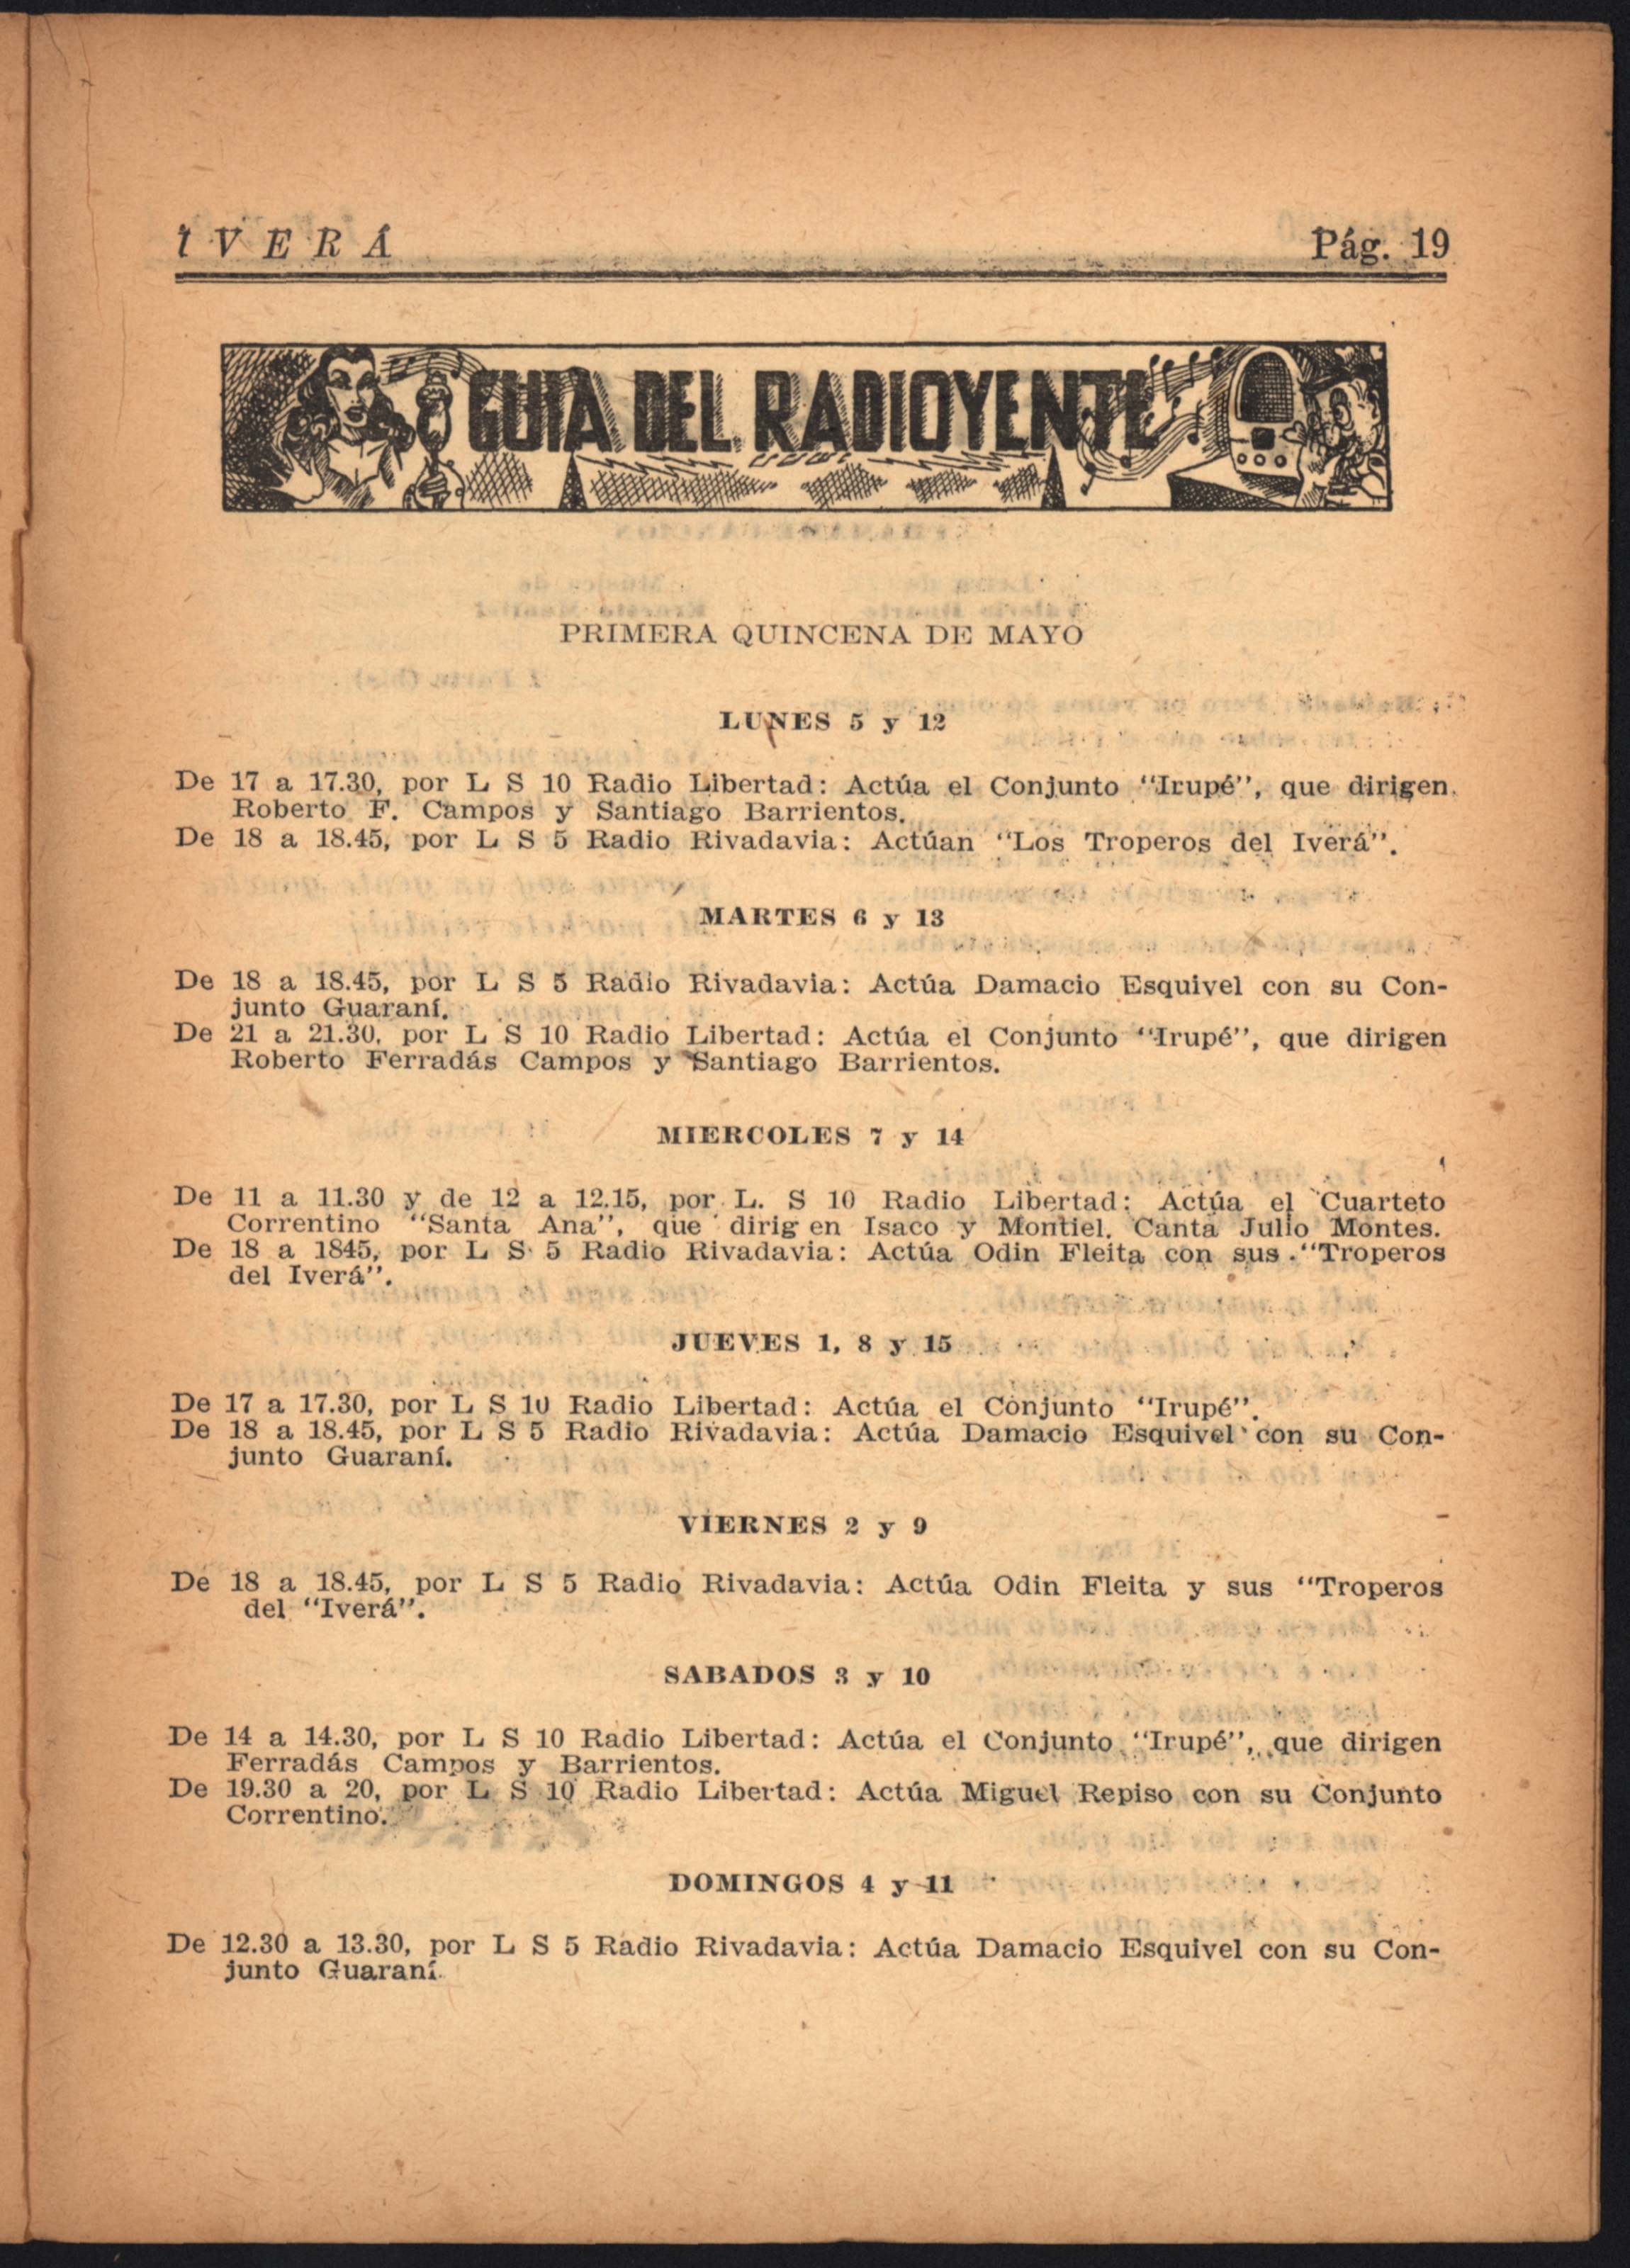 IVERÁ
Pág. 19
GUIA DEL RADIOYENTE
PRIMERA QUINCENA DE MAYO
LUNES 5 y 12
De 17 a 17.30, por L S 10 Radio Libertad: Actúa el Conjunto "Irupé", que dirigen
Roberto F. Campos y Santiago Barrientos.
De 18 a 18.45, por L S 5 Radio Rivadavia: Actúan "Los Troperos del Iverá".
MARTES 6 y 13
De 18 a 18.45, por L S 5 Radio Rivadavia: Actúa Damacio Esquivel con su Con-
junto Guaraní.
De 21 a 21.30, por L S 10 Radio Libertad: Actúa el Conjunto "Irupé", que dirigen
Roberto Ferradás Campos y Santiago Barrientos.
MIERCOLES 7 y 14
De 11 a 11.30 y de 12 a 12.15, por L. S 10 Radio Libertad: Actúa el Cuarteto
Correntino "Santa Ana", que dirig en Isaco y Montiel. Canta Julio Montes.
De 18 a 1845, por L S 5 Radio Rivadavia: Actúa Odin Fleita con sus "Troperos
del Iverá".
JUEVES 1, 8 y 15
De 17 a 17.30, por L S 10 Radio Libertad: Actúa el Conjunto "Irupé".
De 18 a 18.45, por L S 5 Radio Rivadavia: Actúa Damacio Esquivel con su Con-
junto Guaraní.
VIERNES 2 y 9
De 18 a 18.45, por L S 5 Radio Rivadavia: Actúa Odin Fleita y sus "Troperos
del "Iverá".
SABADOS 3 y 10
De 14 a 14.30, por L S 10 Radio Libertad: Actúa el Conjunto "Irupé", que dirigen
Ferradás Campos y Barrientos.
De 19.30 a 20, por L S 10 Radio Libertad: Actúa Miguel Repiso con su Conjunto
Correntino.
DOMINGOS 4 y 11
De 12.30 a 13.30, por L S 5 Radio Rivadavia: Actúa Damacio Esquivel con su Con-
junto Guaraní.